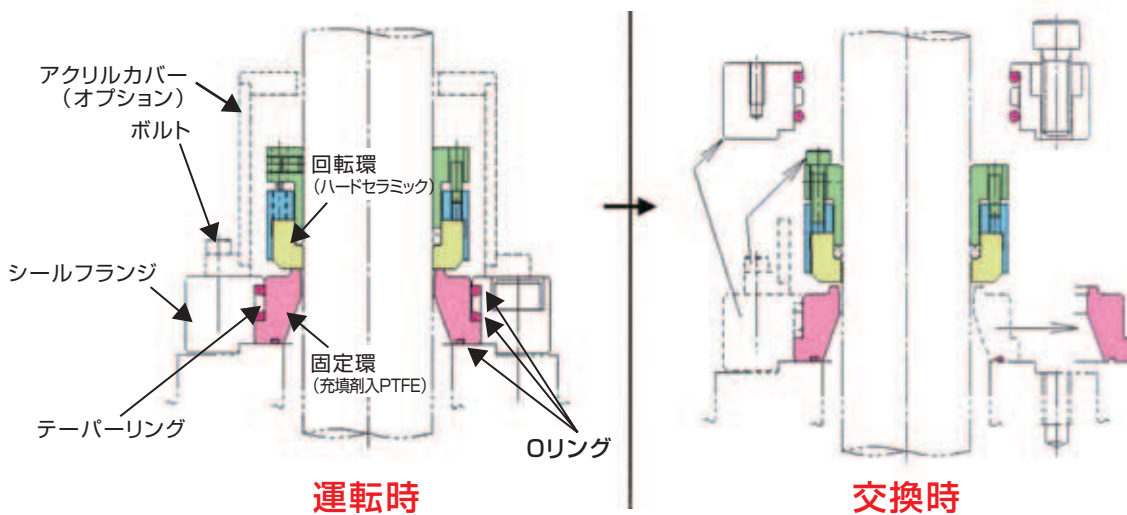 アクリルカバー
(オプション)
ボルト
回転環
(ハードセラミック)
シールフランジ
固定環
(充填剤入PTFE)
テーパーリング
Oリング
運転時
交換時